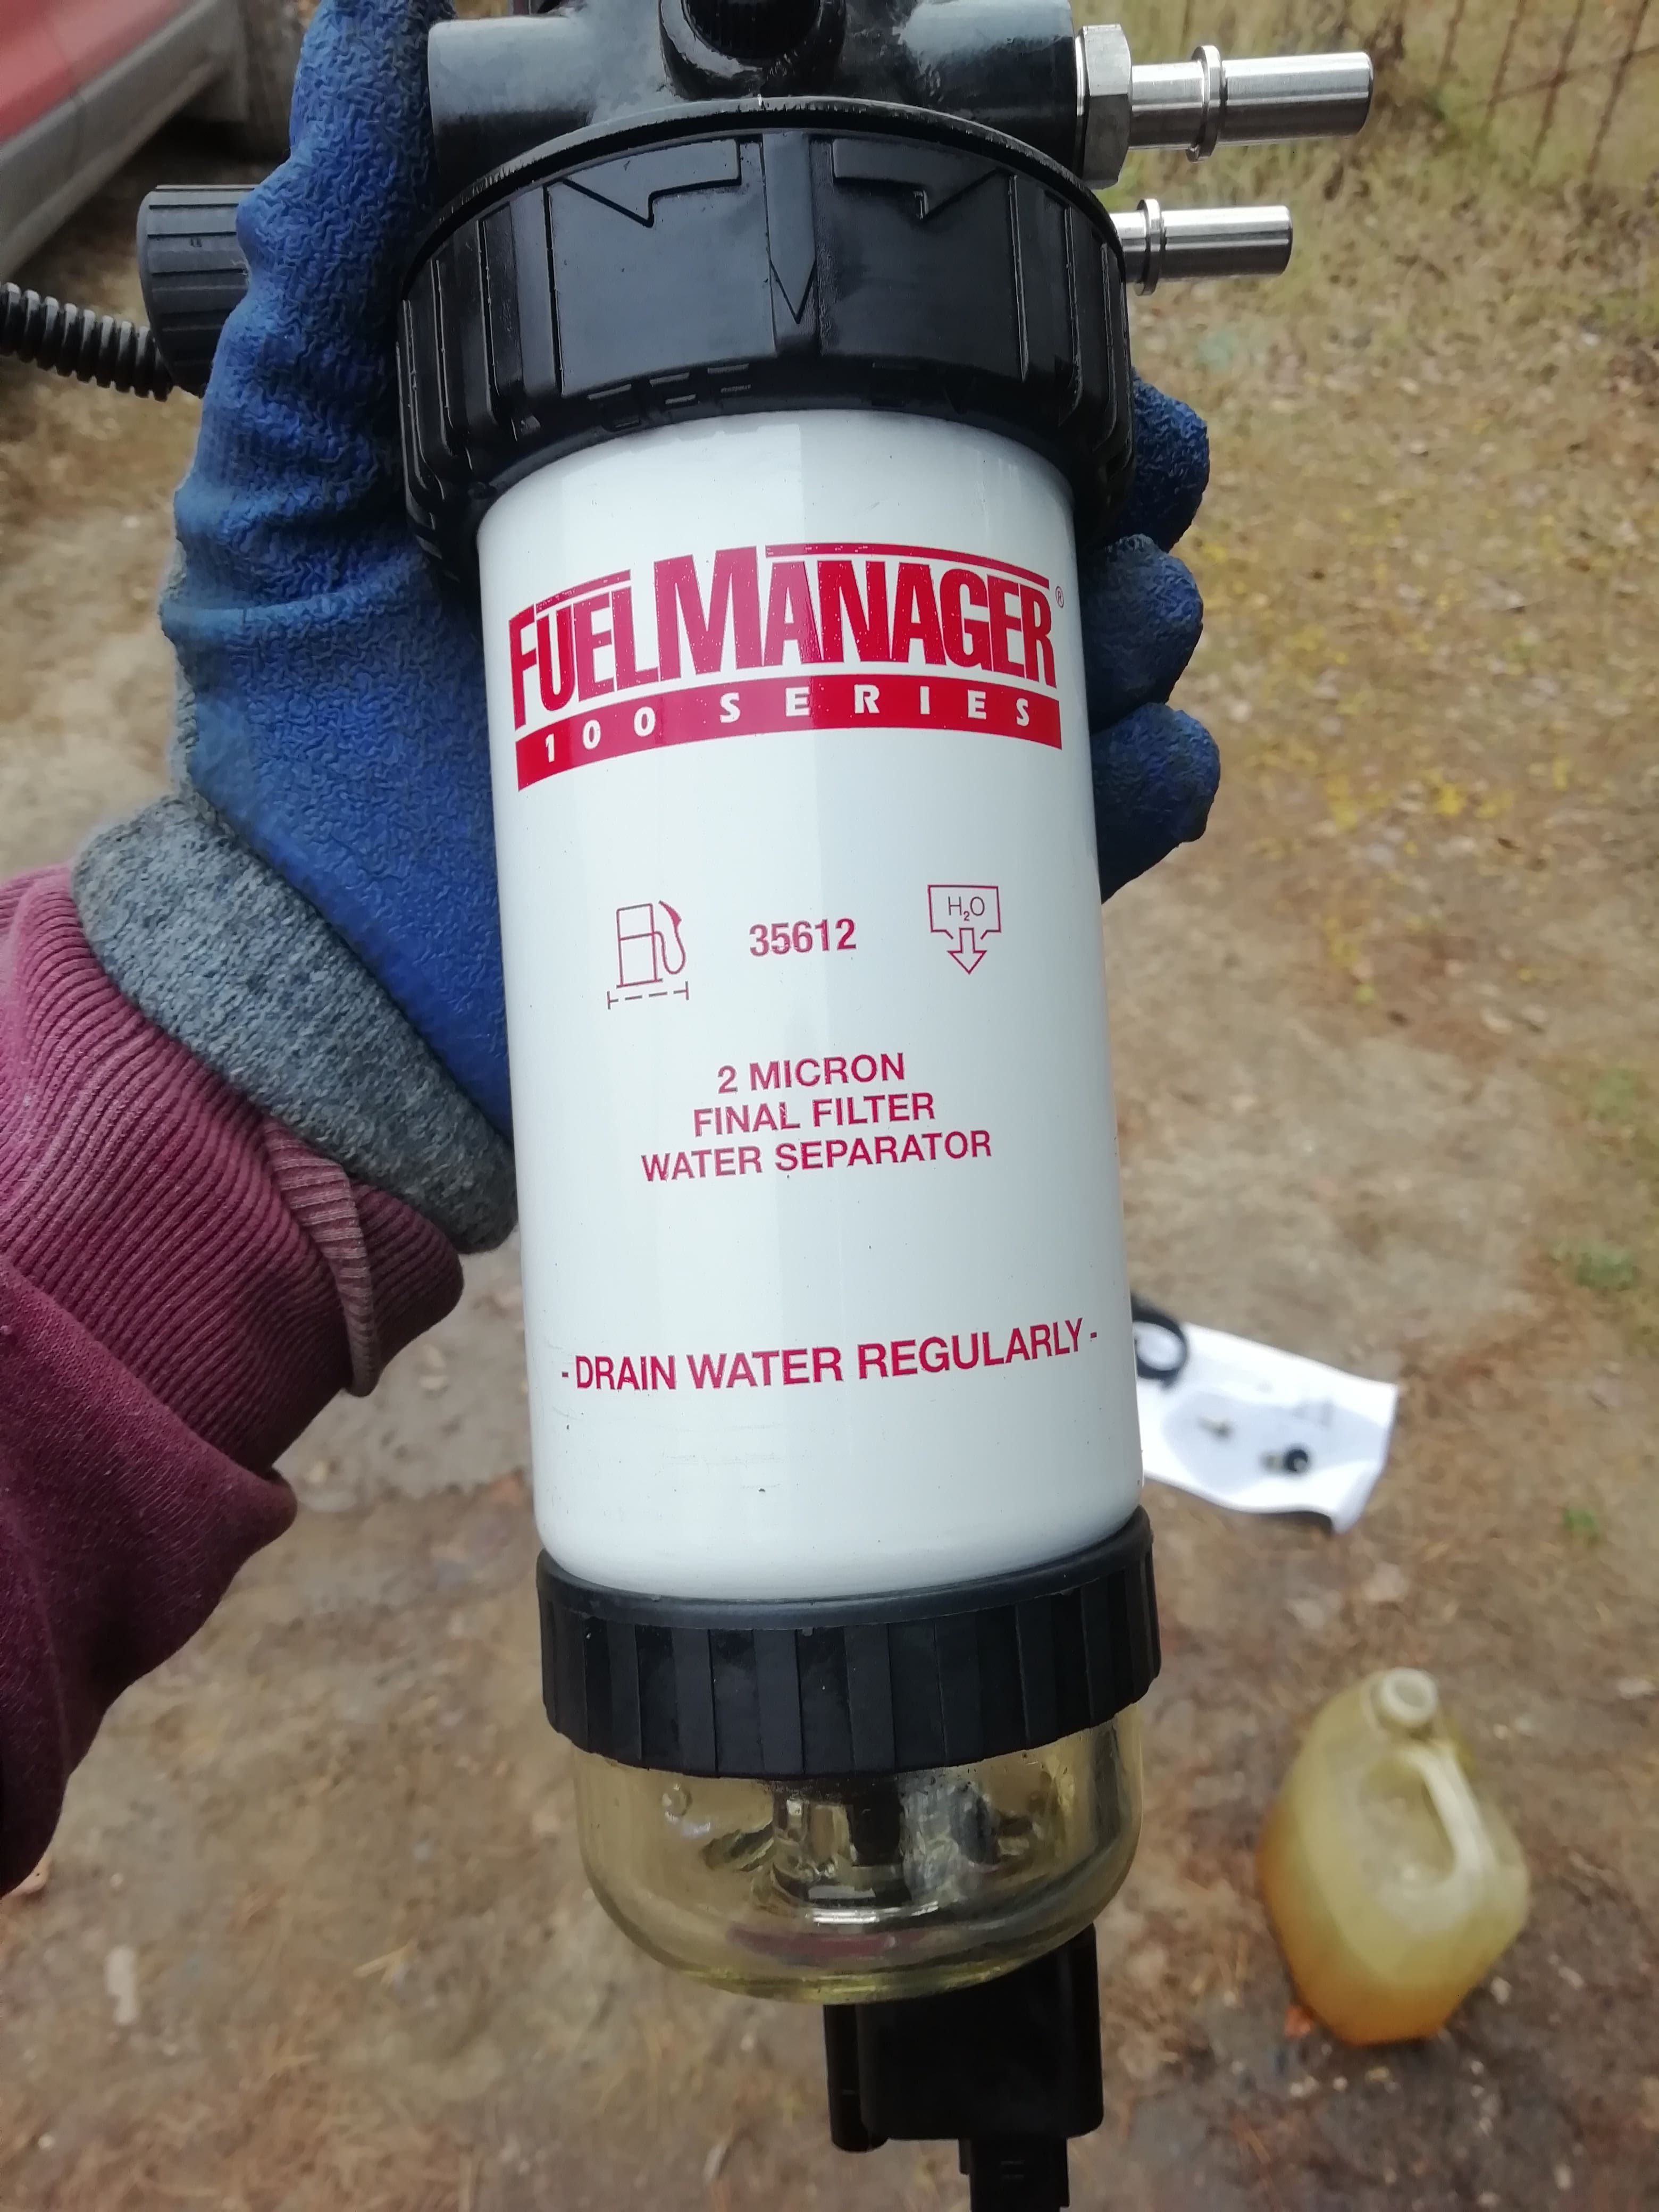 FUELMANAGER®
100 SERIES
35612
H₂O
2 MICRON
FINAL FILTER
WATER SEPARATOR
- DRAIN WATER REGULARLY -